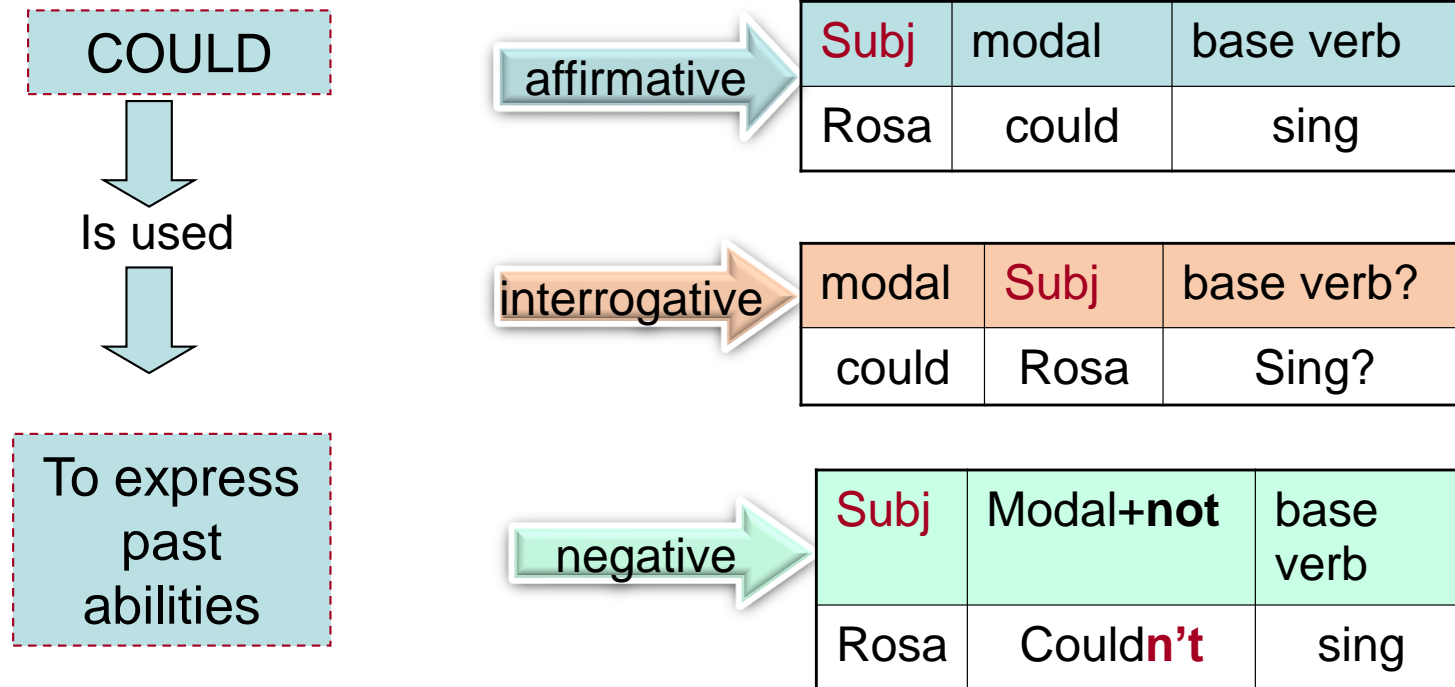 COULD
Is used
To express
past
abilities
affirmative
Subj modal base verb
Rosa could sing
interrogative
modal Subj base verb?
could Rosa Sing?
negative
Subj Modal+not base
verb
Rosa Couldn't sing